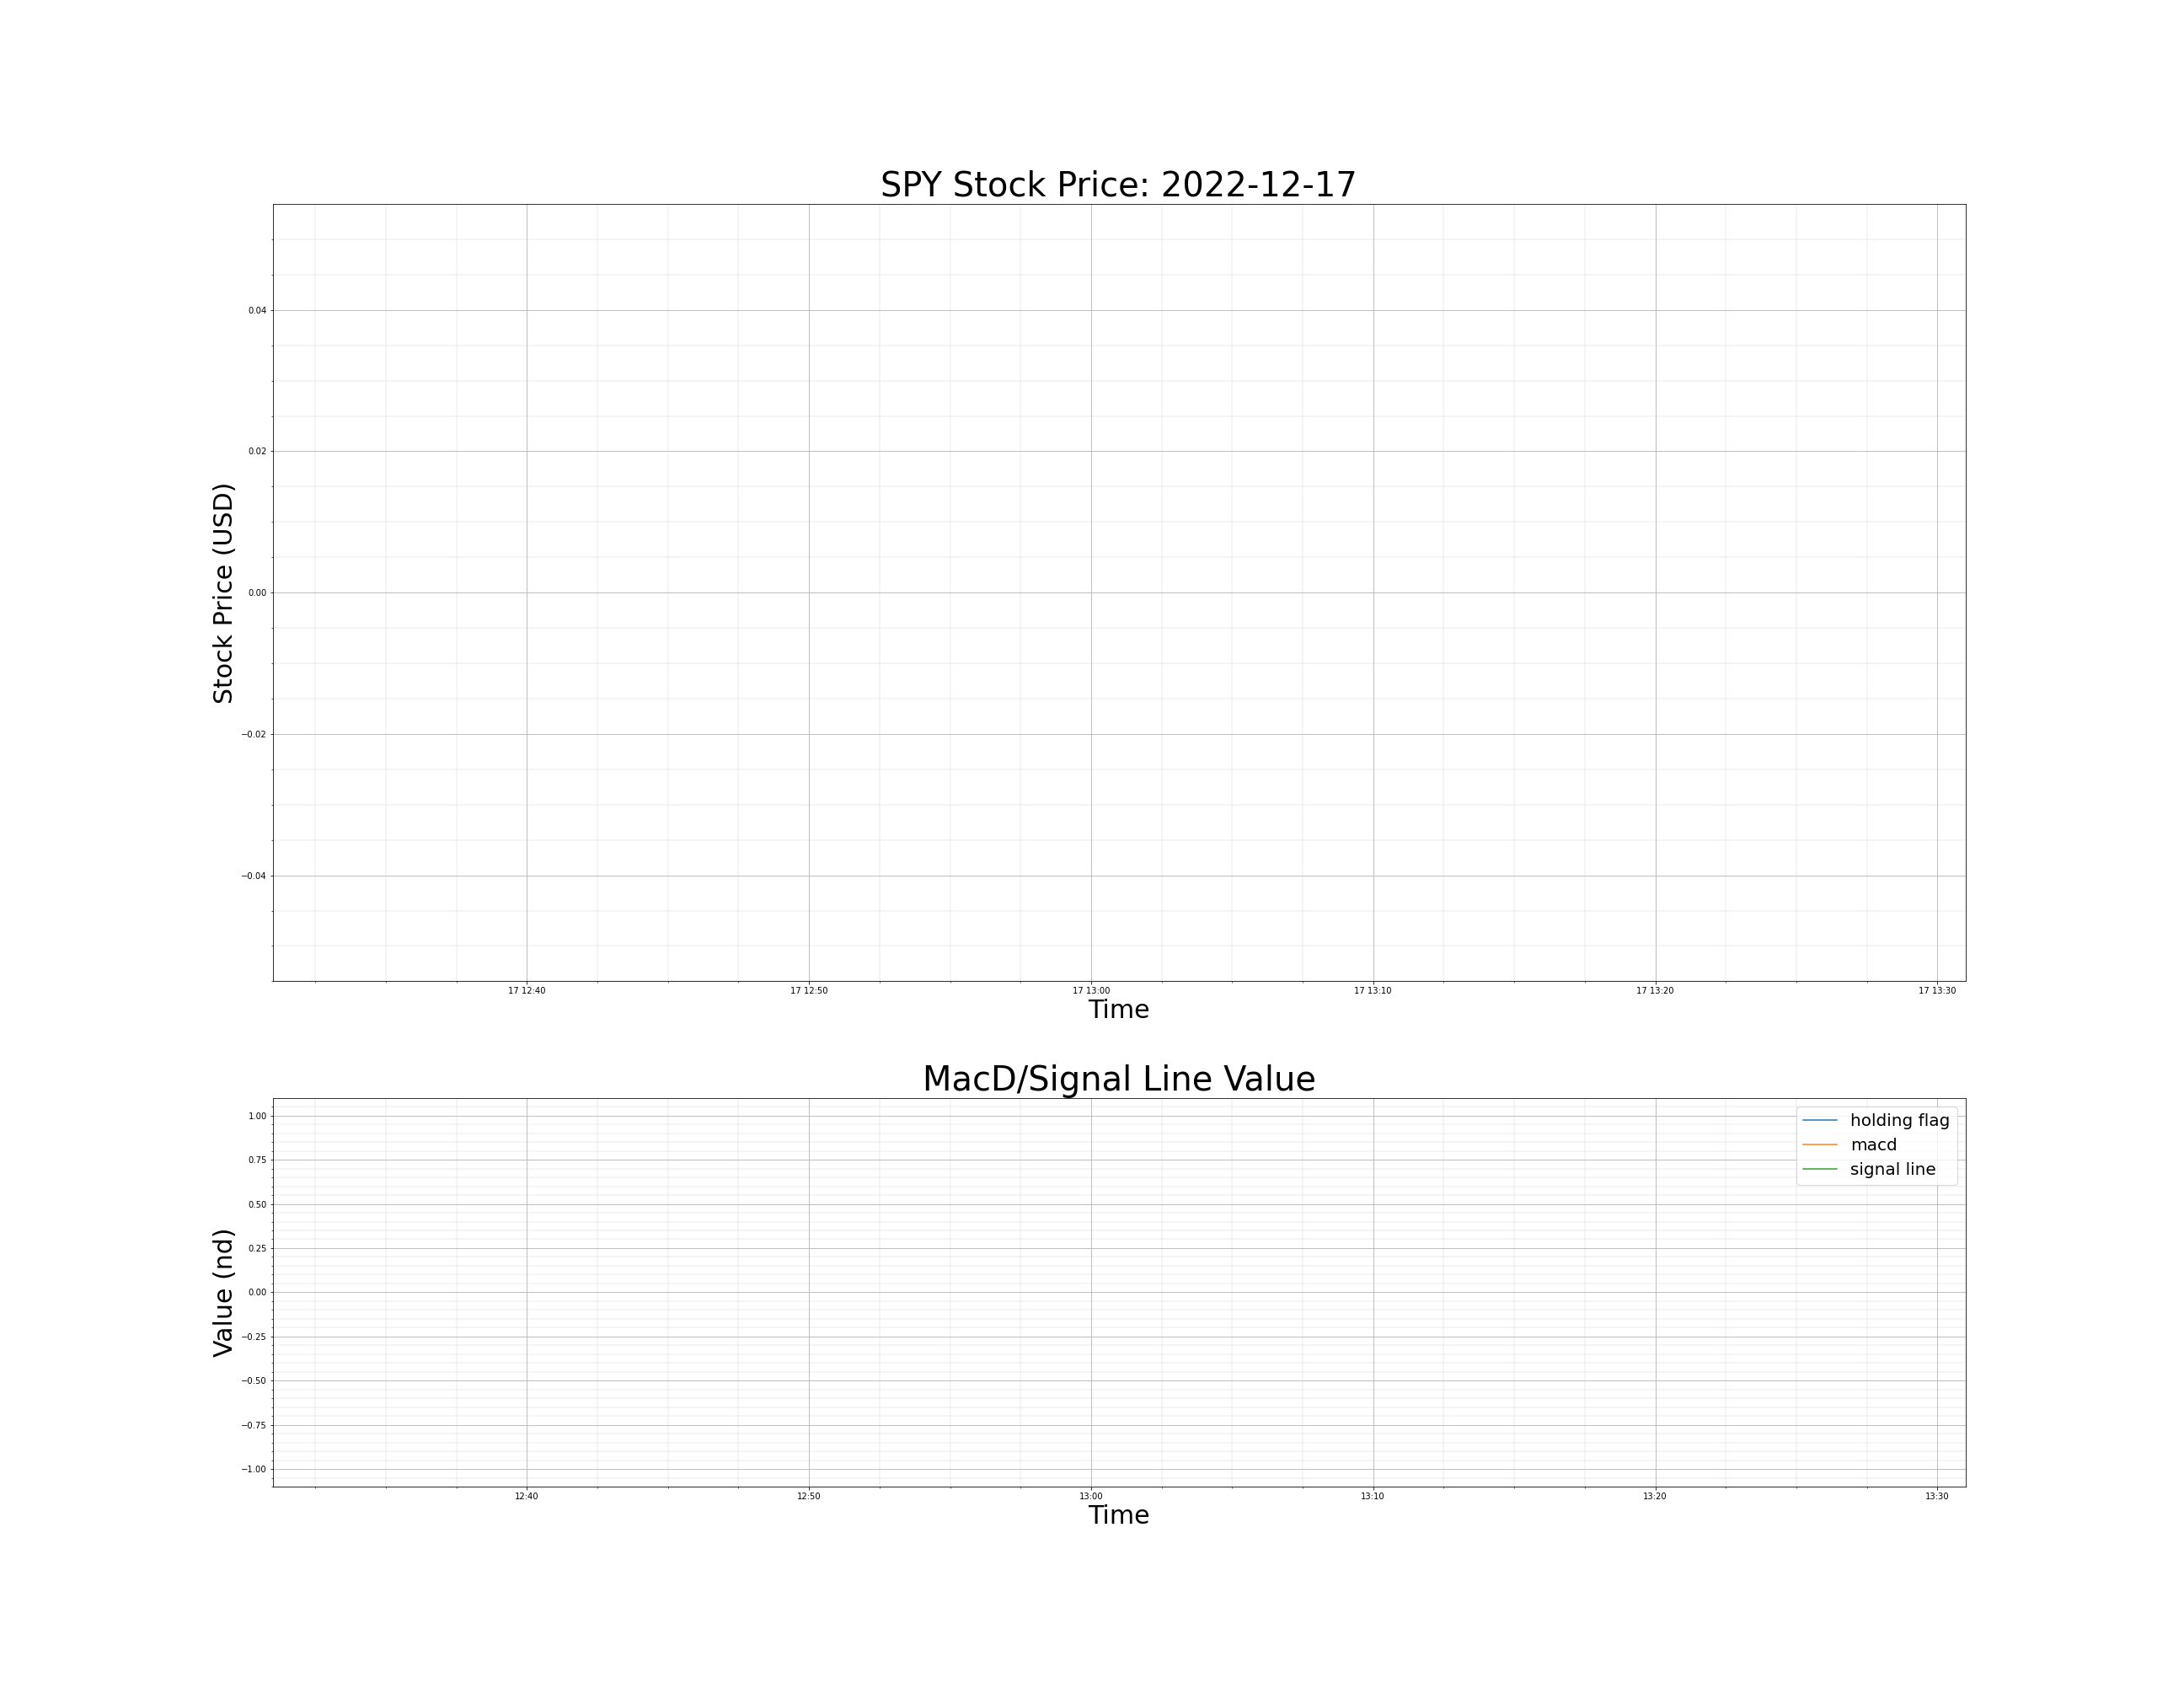 SPY Stock Price: 2022-12-17
0.04
0.02
0.00
−0.02
−0.04
Stock Price (USD)
17 12:40 17 12:50 17 13:00 17 13:10 17 13:20 17 13:30
Time
MacD/Signal Line Value
1.00
0.75
0.50
0.25
0.00
−0.25
−0.50
−0.75
−1.00
Value (nd)
holding flag
macd
signal line
12:40 12:50 13:00 13:10 13:20 13:30
Time